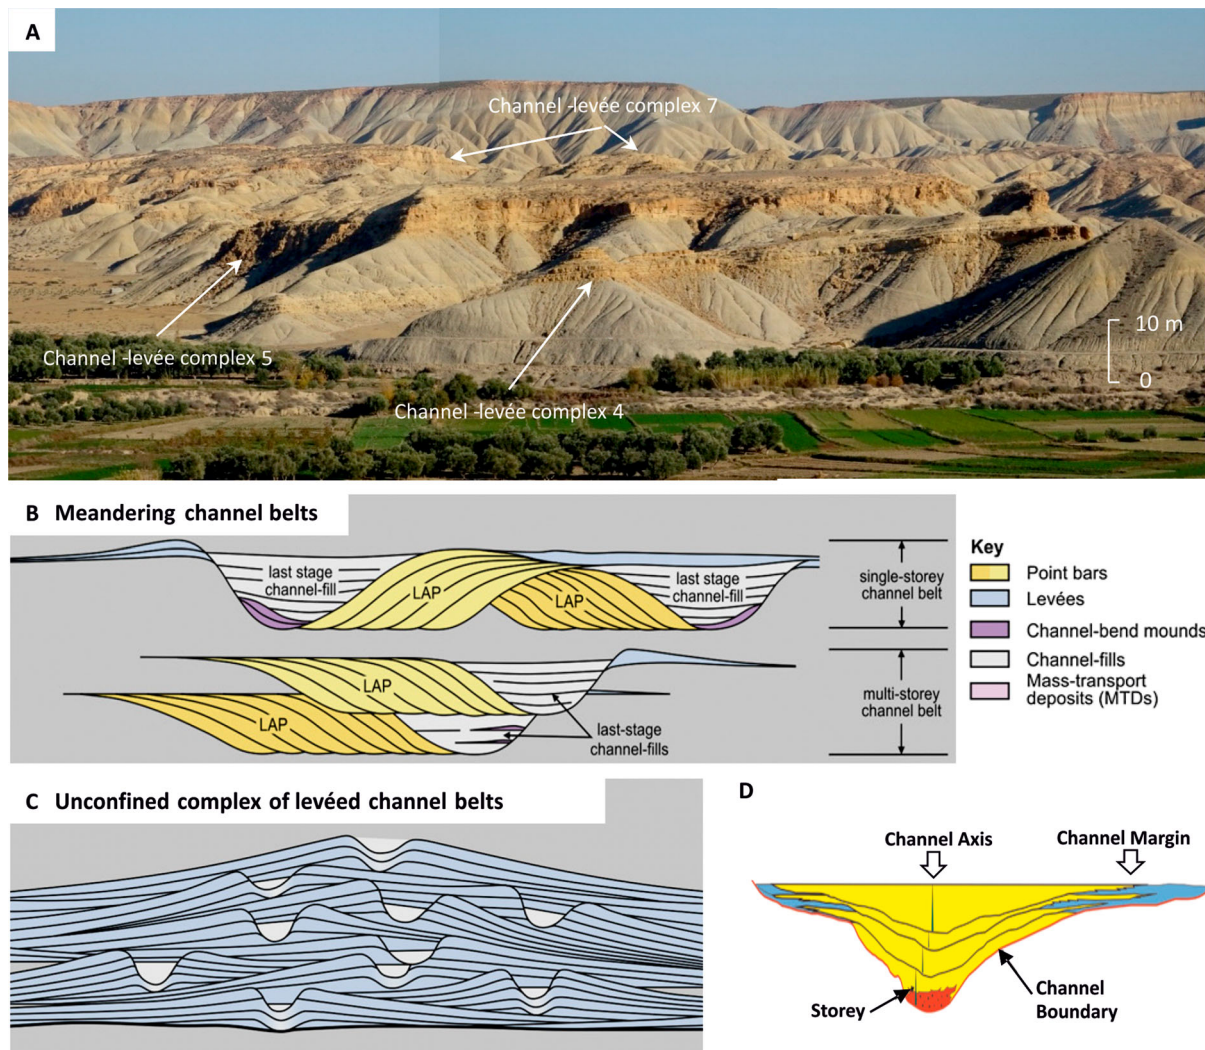 A
Channel -levée complex 7
Channel -levée complex 5
Channel -levée complex 4
10 m
0
B Meandering channel belts
last stage
channel-fill
LAP
LAP
last stage
channel-fill
single-storey
channel belt
LAP
LAP
last-stage
channel-fills
multi-storey
channel belt
Key
Point bars
Levées
Channel-bend mounds
Channel-fills
Mass-transport
deposits (MTDs)
C Unconfined complex of levéed channel belts
D
Channel Axis
Channel Margin
Storey
Channel
Boundary